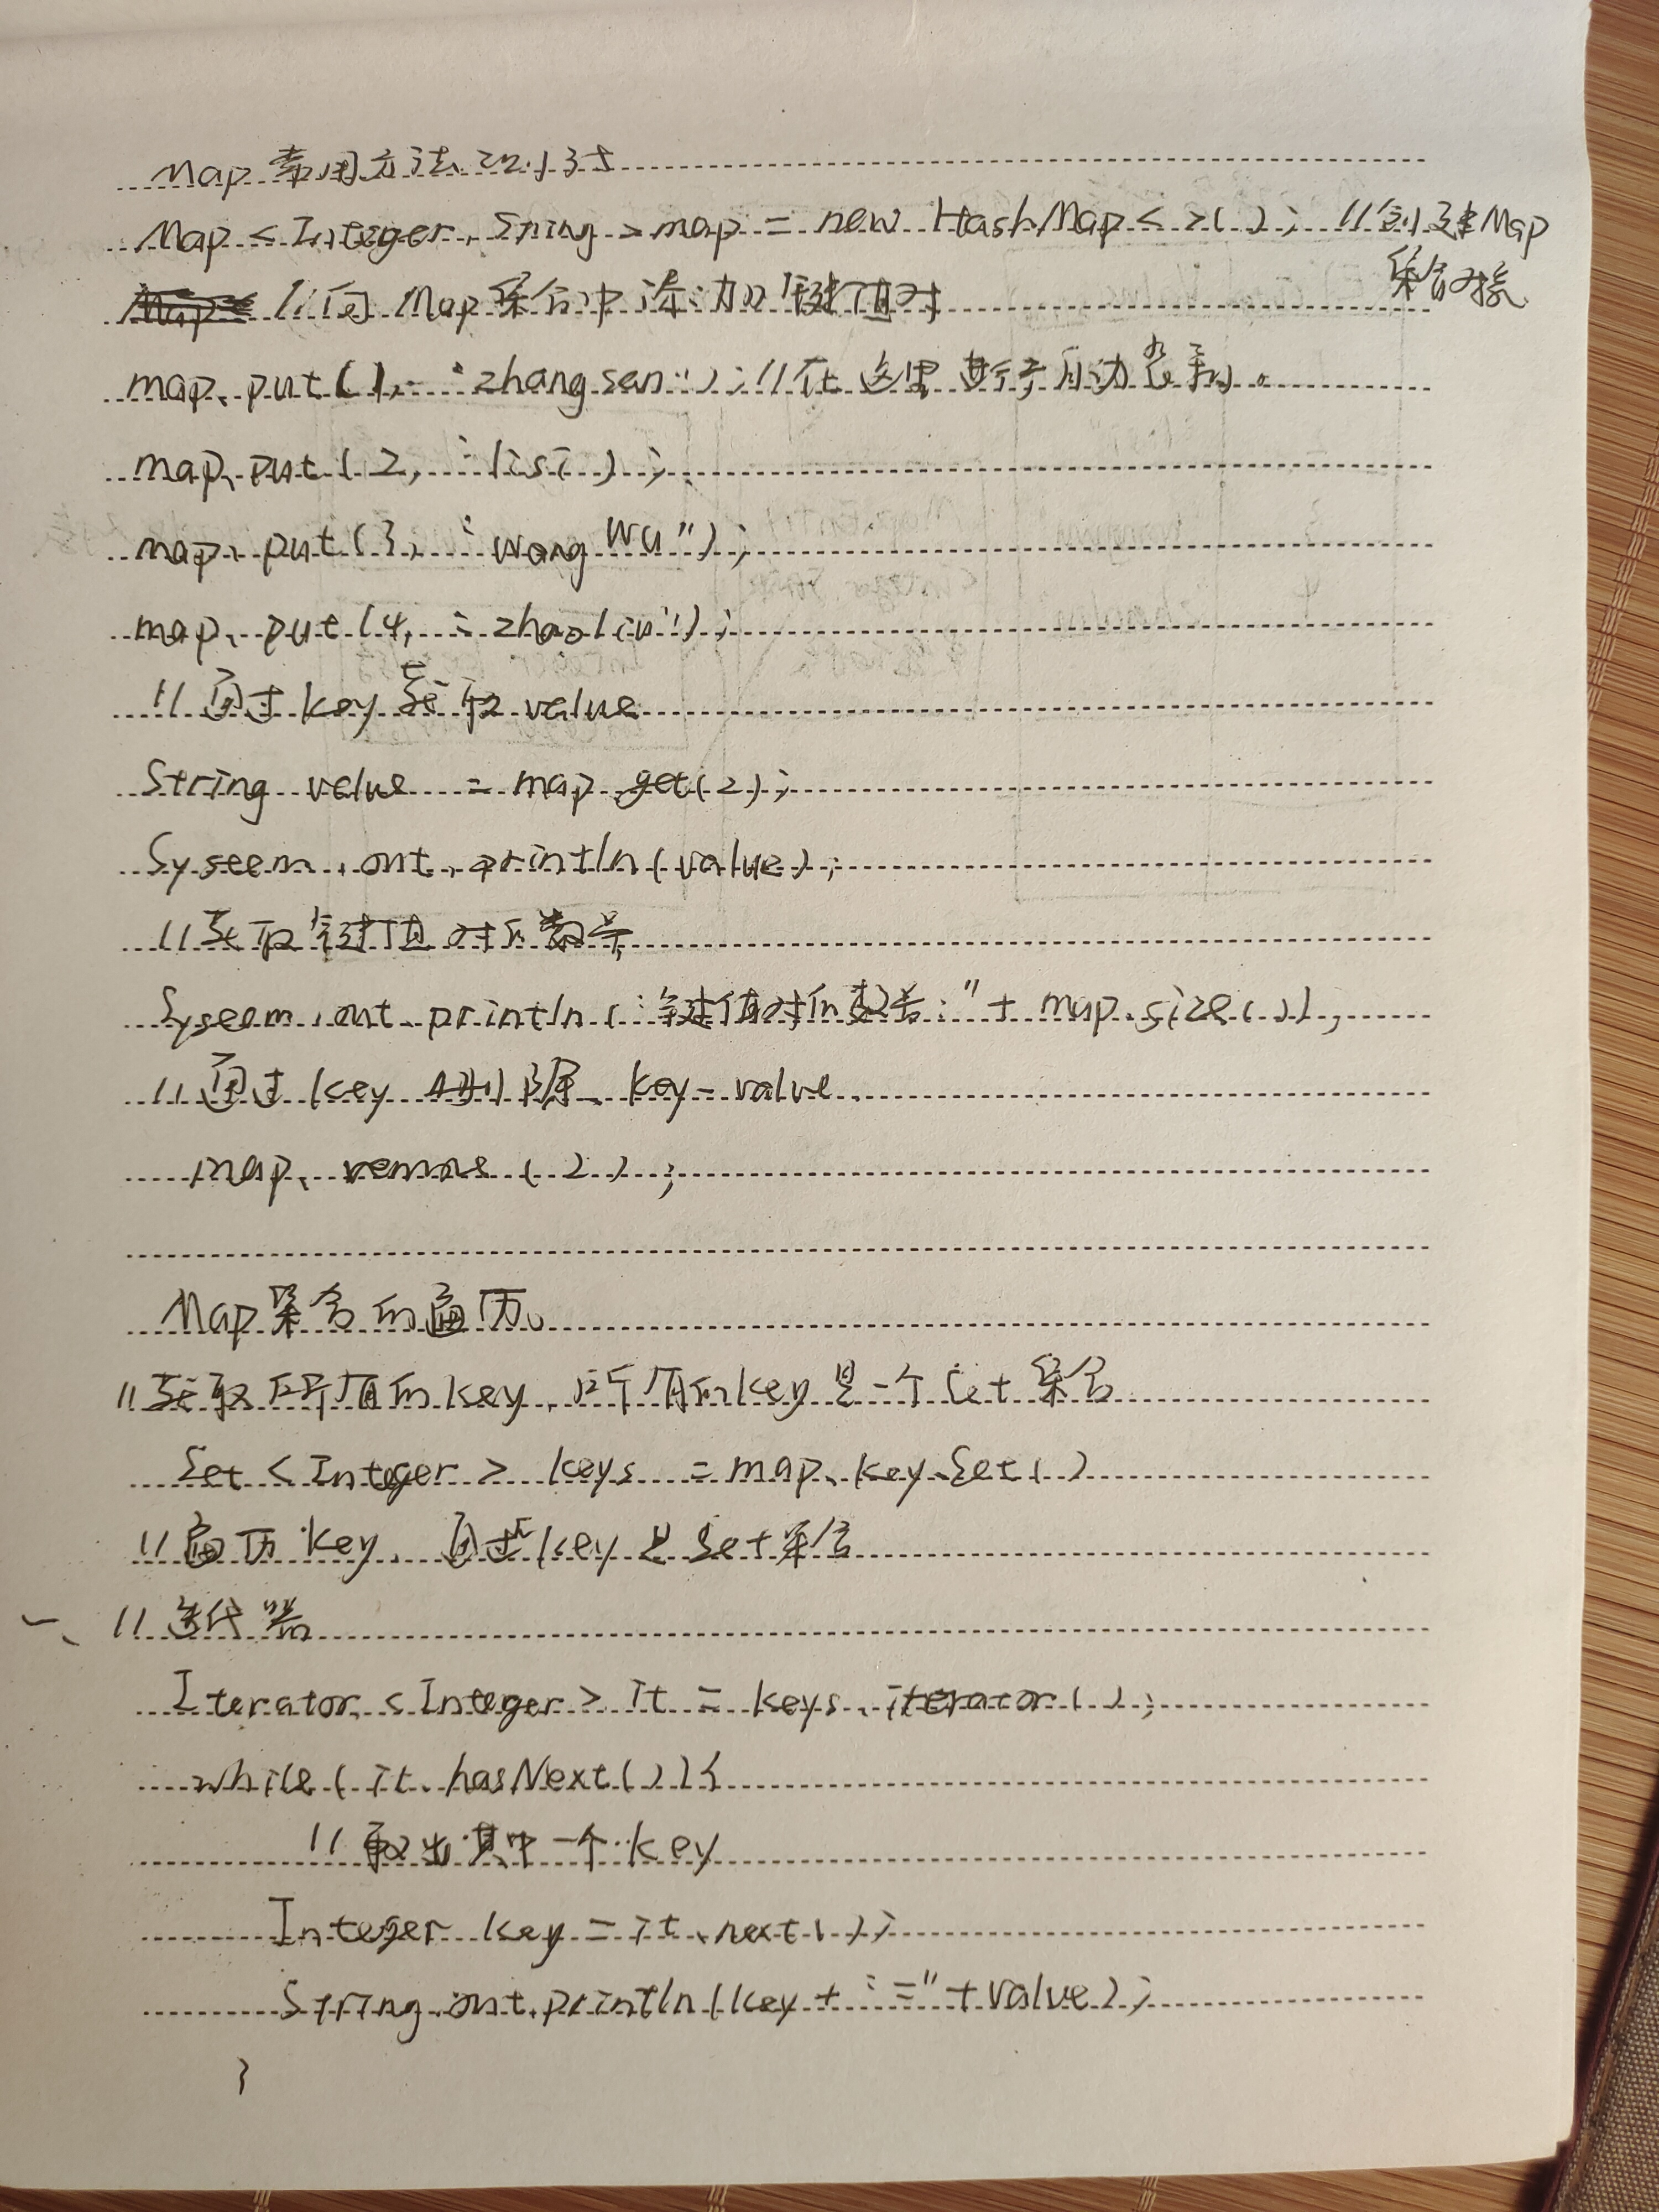 Map常用方法测试
Map<Integer,String>map = new HashMap<>(); //创建Map
集合对象
//向Map集合中添加键值对
map.put(1, "zhangsan"); //在这里进行了自动装箱。
map.put(2, "lisi");
map.put(3, "wangwu");
map.put(4, "zhaoliu");
//通过key获取value
String value = map.get(2);
System.out.println(value);
//获取键值对的数量
System.out.println("键值对的数量:"+ map.size());
//通过key删除key-value
map.remove(2);
Map集合的遍历。
//获取所有的key,所有的key是一个Set集合
Set<Integer> keys = map.keySet()
//遍历key,通过key是Set集合
一、 //迭代器
Iterator<Integer> it = keys.iterator();
while(it.hasNext()){
//取出其中一个key
Integer key = it.next();
String.out.println(key + "=" + value);
}